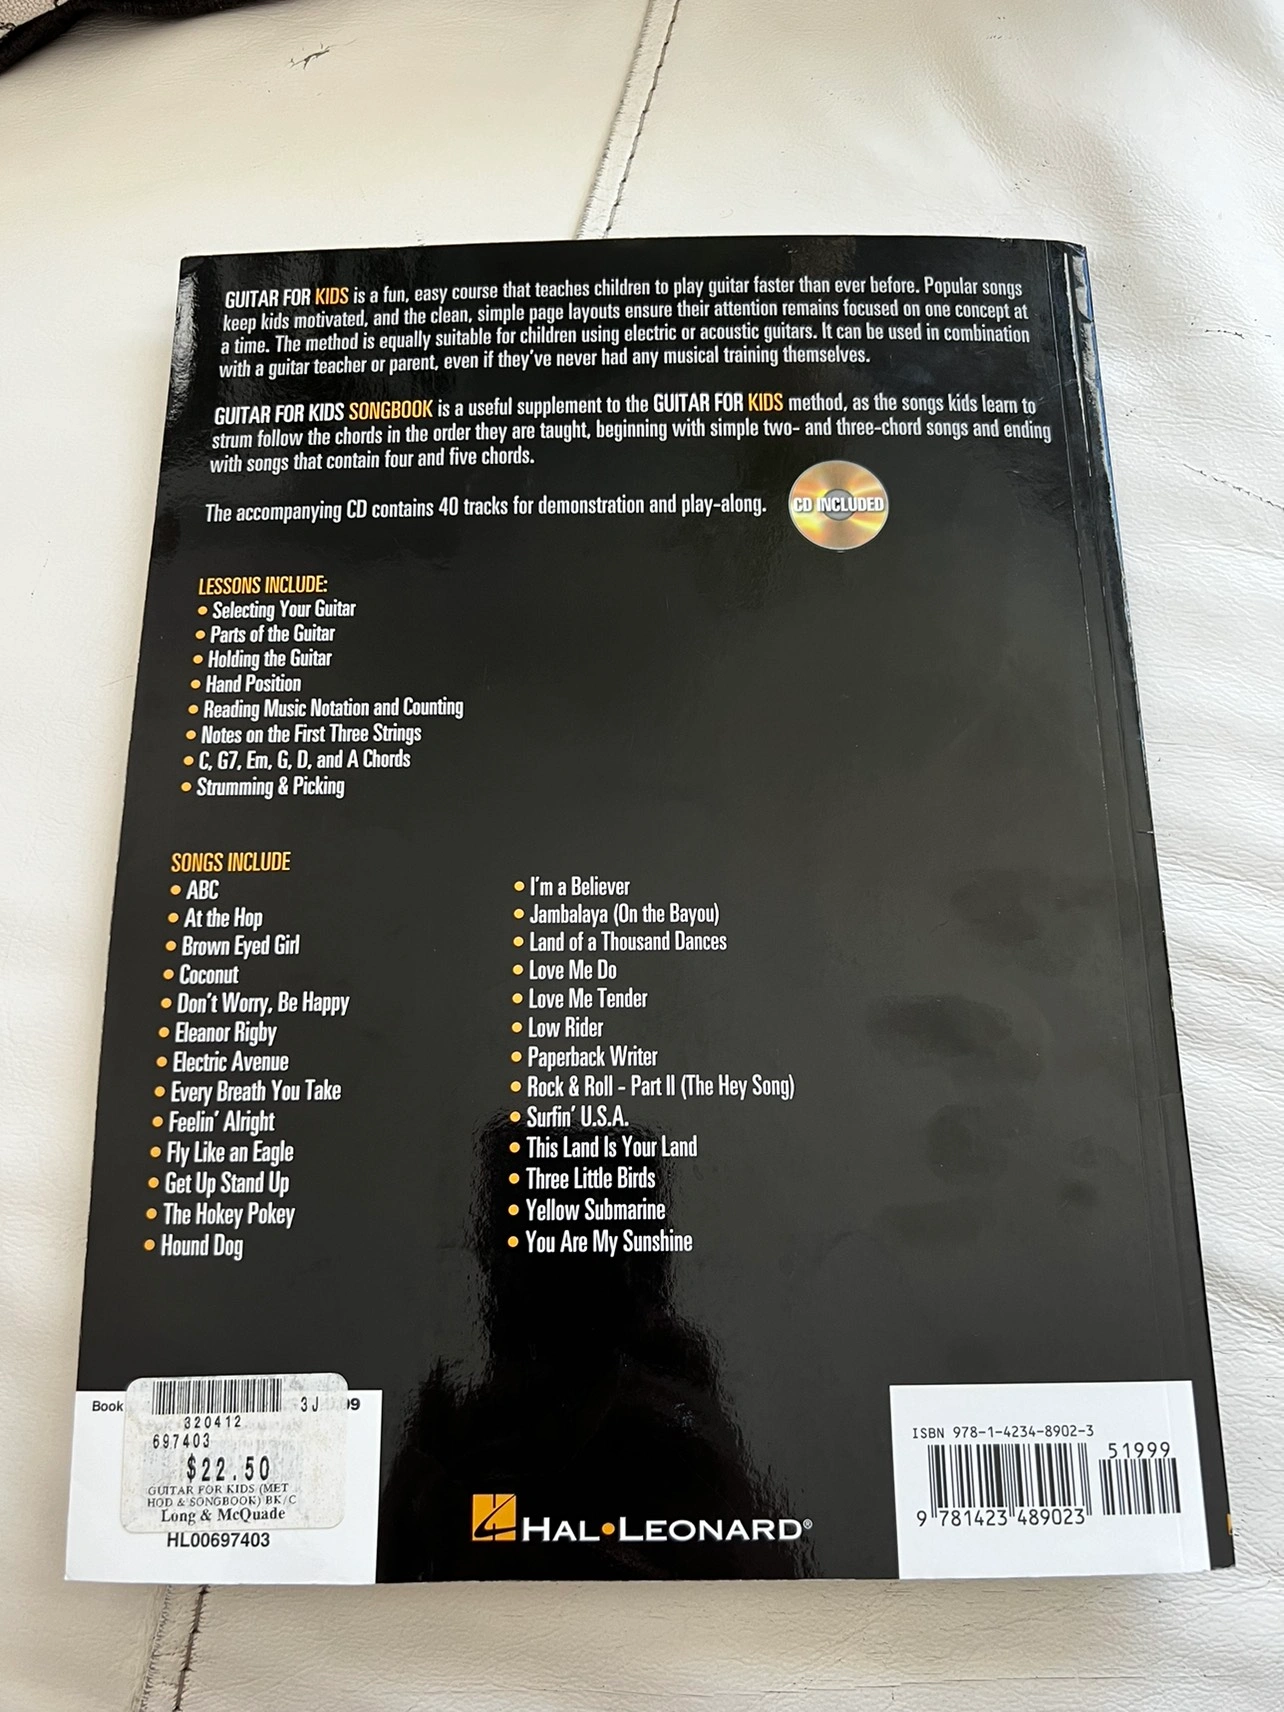 GUITAR FOR KIDS is a fun, easy course that teaches children to play guitar faster than ever before. Popular songs
keep kids motivated, and the clean, simple page layouts ensure their attention remains focused on one concept at
a time. The method is equally suitable for children using electric or acoustic guitars. It can be used in combination
with a guitar teacher or parent, even if they've never had any musical training themselves.
GUITAR FOR KIDS SONGBOOK is a useful supplement to the GUITAR FOR KIDS method, as the songs kids learn to
strum follow the chords in the order they are taught, beginning with simple two- and three-chord songs and ending
with songs that contain four and five chords.
The accompanying CD contains 40 tracks for demonstration and play-along.
CD INCLUDED
LESSONS INCLUDE:
• Selecting Your Guitar
• Parts of the Guitar
• Holding the Guitar
• Hand Position
• Reading Music Notation and Counting
• Notes on the First Three Strings
• C, G7, Em, G, D, and A Chords
• Strumming & Picking
SONGS INCLUDE
• ABC
• At the Hop
• Brown Eyed Girl
• Coconut
• Don't Worry, Be Happy
• Eleanor Rigby
• Electric Avenue
• Every Breath You Take
• Feelin' Alright
• Fly Like an Eagle
• Get Up Stand Up
• The Hokey Pokey
• Hound Dog
• I'm a Believer
• Jambalaya (On the Bayou)
• Land of a Thousand Dances
• Love Me Do
• Love Me Tender
• Low Rider
• Paperback Writer
• Rock & Roll - Part II (The Hey Song)
• Surfin' U.S.A.
• This Land Is Your Land
• Three Little Birds
• Yellow Submarine
• You Are My Sunshine
Book
3J
99
320412
697403
$22.50
GUITAR FOR KIDS (MET
HOD & SONGBOOK) BK/C
Long & McQuade
HL00697403
HAL•LEONARD®
ISBN 978-1-4234-8902-3
51999
9 781423 489023